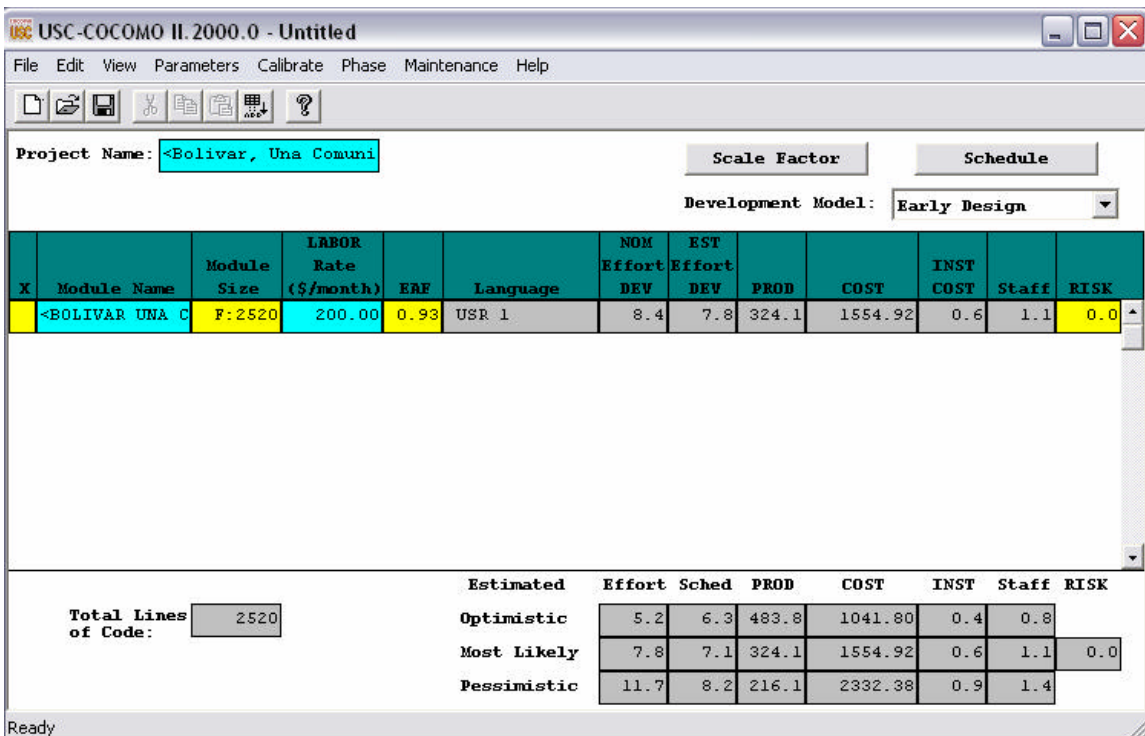 USC-COCOMO II.2000.0 - Untitled
File Edit View Parameters Calibrate Phase Maintenance Help
Project Name: <Bolivar, Una Comuni
Scale Factor Schedule
Development Model: Early Design
X Module Name Module Size LABOR Rate ($/month) EAF Language NOM Effort DEV EST Effort DEV PROD COST INST COST Staff RISK
<BOLIVAR UNA C F:2520 200.00 0.93 USR 1 8.4 7.8 324.1 1554.92 0.6 1.1 0.0
Estimated Effort Sched PROD COST INST Staff RISK
Total Lines of Code: 2520
Optimistic 5.2 6.3 483.8 1041.80 0.4 0.8
Most Likely 7.8 7.1 324.1 1554.92 0.6 1.1 0.0
Pessimistic 11.7 8.2 216.1 2332.38 0.9 1.4
Ready